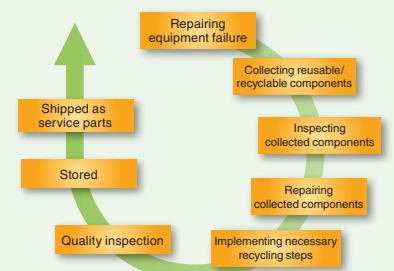 Repairing
equipment failure
Collecting reusable/
recyclable components
Inspecting
collected components
Repairing
collected components
Implementing necessary
recycling steps
Quality inspection
Stored
Shipped as
service parts